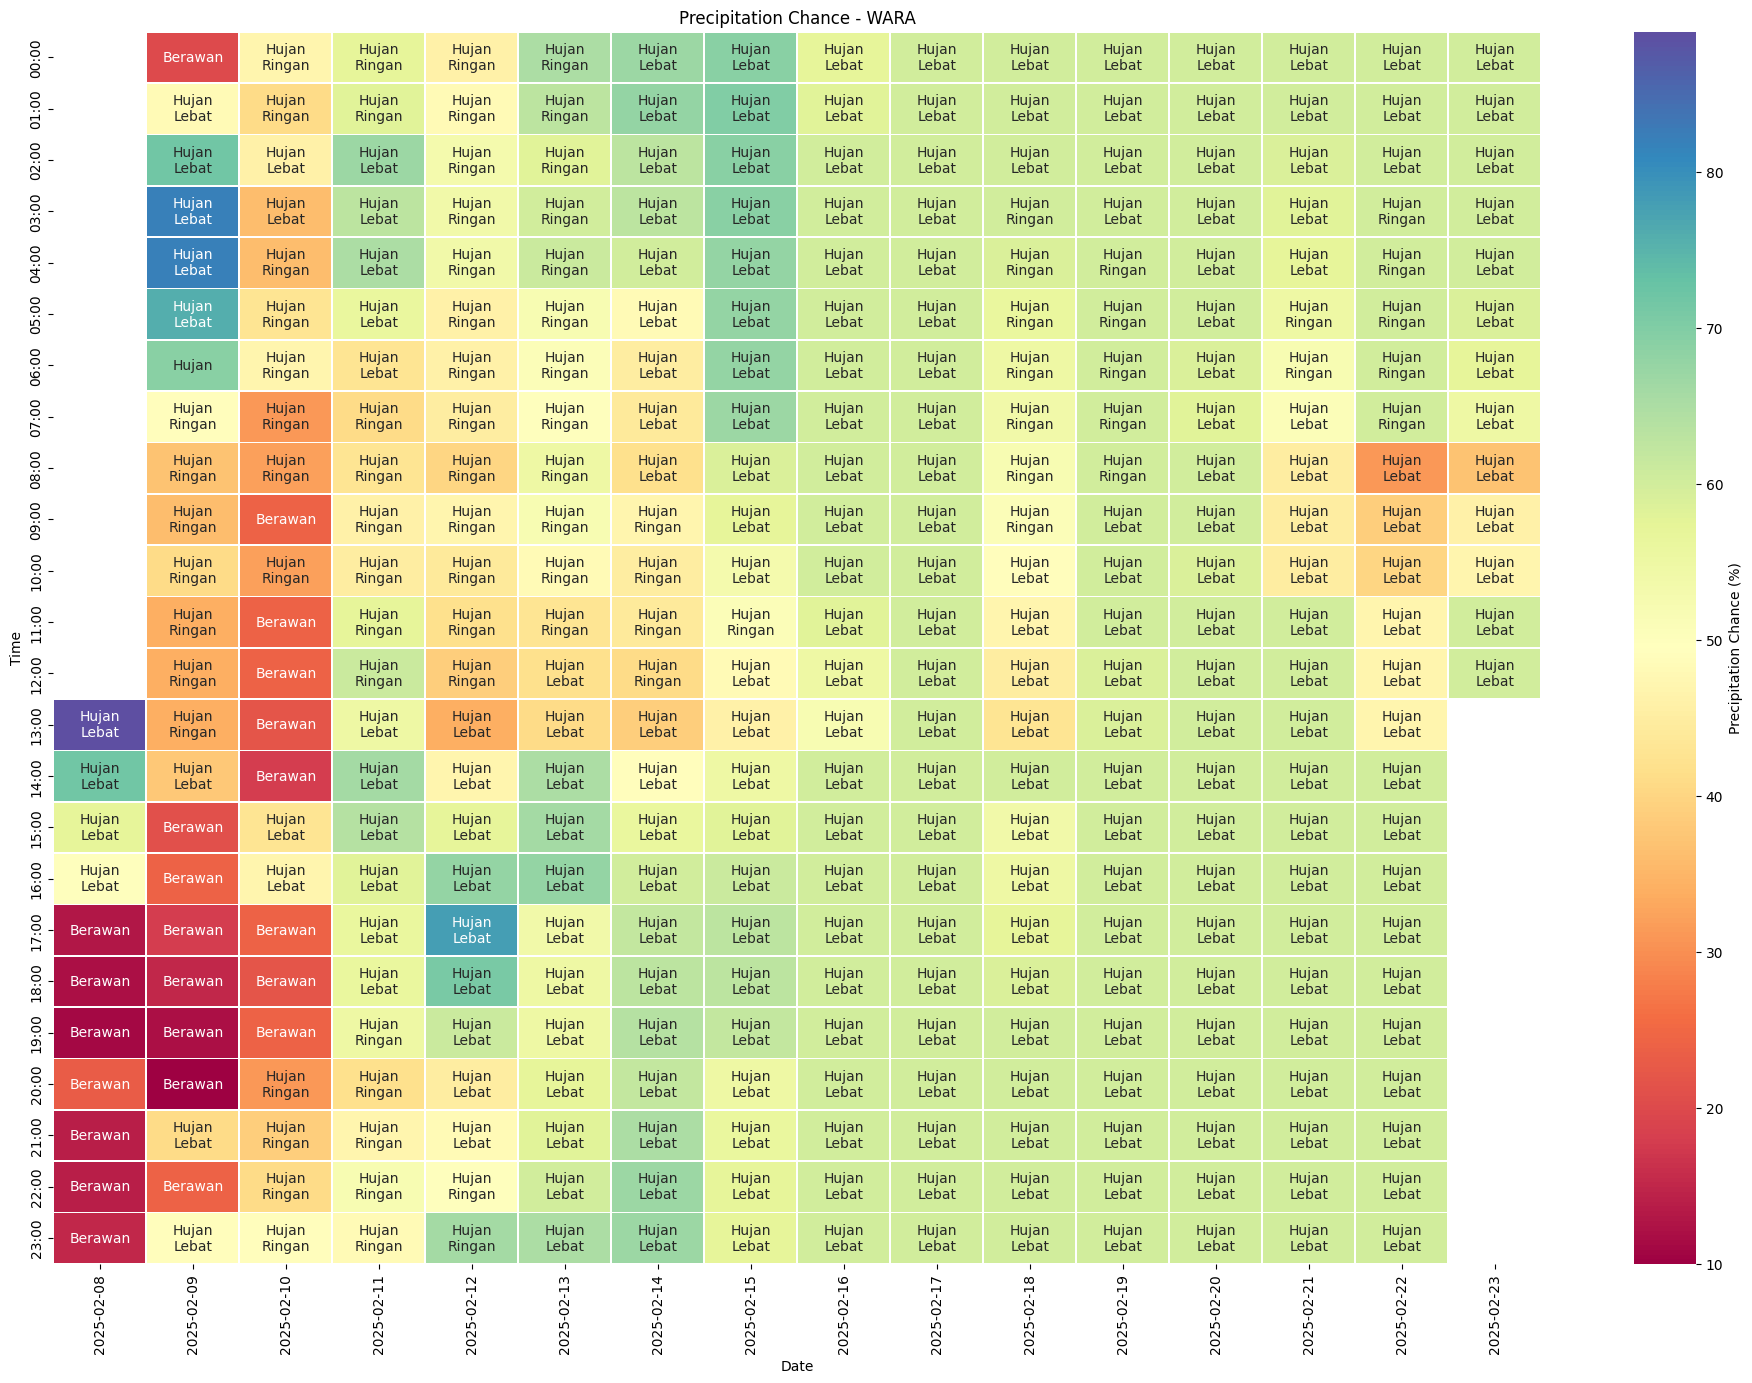 Precipitation Chance - WARA
00:00 Berawan Hujan Ringan Hujan Ringan Hujan Ringan Hujan Ringan Hujan Lebat Hujan Lebat Hujan Lebat Hujan Lebat Hujan Lebat Hujan Lebat Hujan Lebat Hujan Lebat Hujan Lebat Hujan Lebat
01:00 Hujan Lebat Hujan Ringan Hujan Ringan Hujan Ringan Hujan Ringan Hujan Lebat Hujan Lebat Hujan Lebat Hujan Lebat Hujan Lebat Hujan Lebat Hujan Lebat Hujan Lebat Hujan Lebat Hujan Lebat
02:00 Hujan Lebat Hujan Lebat Hujan Lebat Hujan Ringan Hujan Ringan Hujan Lebat Hujan Lebat Hujan Lebat Hujan Lebat Hujan Lebat Hujan Lebat Hujan Lebat Hujan Lebat Hujan Lebat Hujan Lebat
03:00 Hujan Lebat Hujan Lebat Hujan Lebat Hujan Ringan Hujan Ringan Hujan Lebat Hujan Lebat Hujan Lebat Hujan Lebat Hujan Ringan Hujan Lebat Hujan Lebat Hujan Lebat Hujan Ringan Hujan Lebat
04:00 Hujan Lebat Hujan Ringan Hujan Lebat Hujan Ringan Hujan Ringan Hujan Lebat Hujan Lebat Hujan Lebat Hujan Lebat Hujan Ringan Hujan Ringan Hujan Lebat Hujan Lebat Hujan Ringan Hujan Lebat
05:00 Hujan Lebat Hujan Ringan Hujan Lebat Hujan Ringan Hujan Ringan Hujan Lebat Hujan Lebat Hujan Lebat Hujan Lebat Hujan Ringan Hujan Ringan Hujan Lebat Hujan Ringan Hujan Ringan Hujan Lebat
06:00 Hujan Hujan Ringan Hujan Lebat Hujan Ringan Hujan Ringan Hujan Lebat Hujan Lebat Hujan Lebat Hujan Lebat Hujan Ringan Hujan Ringan Hujan Lebat Hujan Ringan Hujan Ringan Hujan Lebat
07:00 Hujan Ringan Hujan Ringan Hujan Ringan Hujan Ringan Hujan Ringan Hujan Lebat Hujan Lebat Hujan Lebat Hujan Lebat Hujan Ringan Hujan Ringan Hujan Lebat Hujan Lebat Hujan Ringan Hujan Lebat
08:00 Hujan Ringan Hujan Ringan Hujan Ringan Hujan Ringan Hujan Ringan Hujan Lebat Hujan Lebat Hujan Lebat Hujan Lebat Hujan Ringan Hujan Ringan Hujan Lebat Hujan Lebat Hujan Lebat Hujan Lebat
09:00 Hujan Ringan Berawan Hujan Ringan Hujan Ringan Hujan Ringan Hujan Ringan Hujan Lebat Hujan Lebat Hujan Lebat Hujan Ringan Hujan Lebat Hujan Lebat Hujan Lebat Hujan Lebat Hujan Lebat
10:00 Hujan Ringan Hujan Ringan Hujan Ringan Hujan Ringan Hujan Ringan Hujan Ringan Hujan Lebat Hujan Lebat Hujan Lebat Hujan Lebat Hujan Lebat Hujan Lebat Hujan Lebat Hujan Lebat Hujan Lebat
11:00 Hujan Ringan Berawan Hujan Ringan Hujan Ringan Hujan Ringan Hujan Ringan Hujan Ringan Hujan Lebat Hujan Lebat Hujan Lebat Hujan Lebat Hujan Lebat Hujan Lebat Hujan Lebat Hujan Lebat
12:00 Hujan Ringan Berawan Hujan Ringan Hujan Ringan Hujan Lebat Hujan Ringan Hujan Lebat Hujan Lebat Hujan Lebat Hujan Lebat Hujan Lebat Hujan Lebat Hujan Lebat Hujan Lebat Hujan Lebat
13:00 Hujan Lebat Hujan Ringan Berawan Hujan Lebat Hujan Lebat Hujan Lebat Hujan Lebat Hujan Lebat Hujan Lebat Hujan Lebat Hujan Lebat Hujan Lebat Hujan Lebat Hujan Lebat Hujan Lebat
14:00 Hujan Lebat Hujan Lebat Berawan Hujan Lebat Hujan Lebat Hujan Lebat Hujan Lebat Hujan Lebat Hujan Lebat Hujan Lebat Hujan Lebat Hujan Lebat Hujan Lebat Hujan Lebat Hujan Lebat
15:00 Hujan Lebat Berawan Hujan Lebat Hujan Lebat Hujan Lebat Hujan Lebat Hujan Lebat Hujan Lebat Hujan Lebat Hujan Lebat Hujan Lebat Hujan Lebat Hujan Lebat Hujan Lebat Hujan Lebat
16:00 Hujan Lebat Berawan Hujan Lebat Hujan Lebat Hujan Lebat Hujan Lebat Hujan Lebat Hujan Lebat Hujan Lebat Hujan Lebat Hujan Lebat Hujan Lebat Hujan Lebat Hujan Lebat Hujan Lebat
17:00 Berawan Berawan Berawan Hujan Lebat Hujan Lebat Hujan Lebat Hujan Lebat Hujan Lebat Hujan Lebat Hujan Lebat Hujan Lebat Hujan Lebat Hujan Lebat Hujan Lebat Hujan Lebat
18:00 Berawan Berawan Berawan Hujan Lebat Hujan Lebat Hujan Lebat Hujan Lebat Hujan Lebat Hujan Lebat Hujan Lebat Hujan Lebat Hujan Lebat Hujan Lebat Hujan Lebat Hujan Lebat
19:00 Berawan Berawan Berawan Hujan Ringan Hujan Lebat Hujan Lebat Hujan Lebat Hujan Lebat Hujan Lebat Hujan Lebat Hujan Lebat Hujan Lebat Hujan Lebat Hujan Lebat Hujan Lebat
20:00 Berawan Berawan Hujan Ringan Hujan Ringan Hujan Lebat Hujan Lebat Hujan Lebat Hujan Lebat Hujan Lebat Hujan Lebat Hujan Lebat Hujan Lebat Hujan Lebat Hujan Lebat Hujan Lebat
21:00 Berawan Hujan Lebat Hujan Ringan Hujan Ringan Hujan Lebat Hujan Lebat Hujan Lebat Hujan Lebat Hujan Lebat Hujan Lebat Hujan Lebat Hujan Lebat Hujan Lebat Hujan Lebat Hujan Lebat
22:00 Berawan Berawan Hujan Ringan Hujan Ringan Hujan Ringan Hujan Lebat Hujan Lebat Hujan Lebat Hujan Lebat Hujan Lebat Hujan Lebat Hujan Lebat Hujan Lebat Hujan Lebat Hujan Lebat
23:00 Berawan Hujan Lebat Hujan Ringan Hujan Ringan Hujan Ringan Hujan Lebat Hujan Lebat Hujan Lebat Hujan Lebat Hujan Lebat Hujan Lebat Hujan Lebat Hujan Lebat Hujan Lebat Hujan Lebat
Time
2025-02-08
2025-02-09
2025-02-10
2025-02-11
2025-02-12
2025-02-13
2025-02-14
2025-02-15
2025-02-16
2025-02-17
2025-02-18
2025-02-19
2025-02-20
2025-02-21
2025-02-22
2025-02-23
Date
80
70
60
50
40
30
20
10
Precipitation Chance (%)